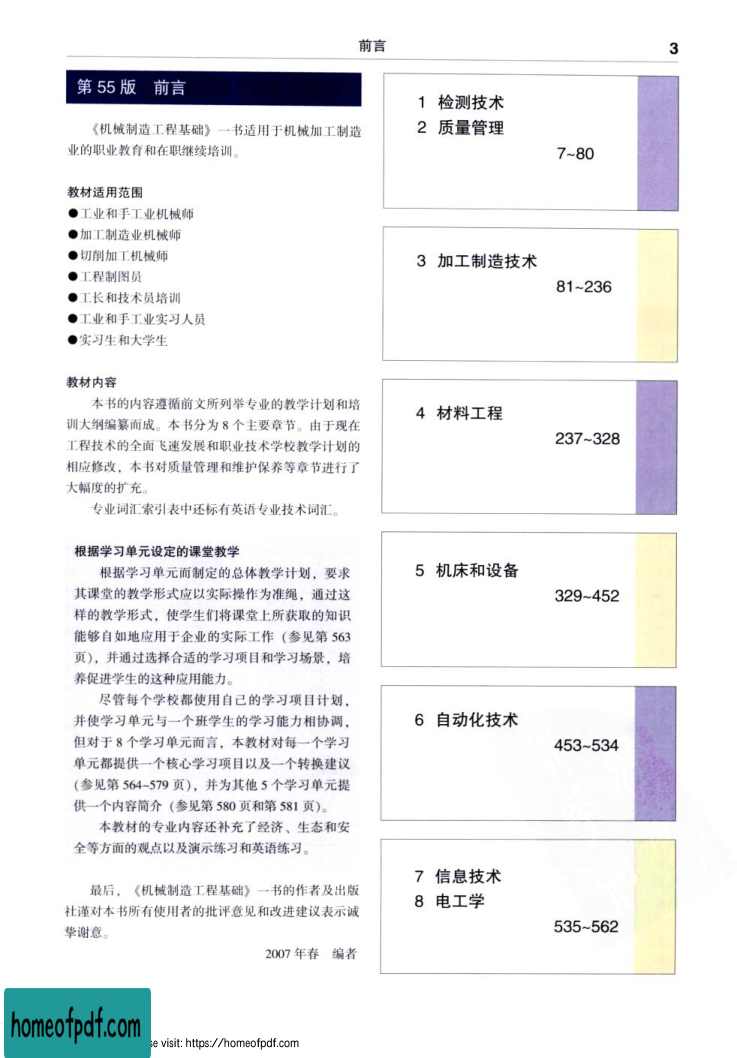 前言
3
第 55 版 前言
《机械制造工程基础》一书适用于机械加工制造
业的职业教育和在职继续培训。
教材适用范围
●工业和手工业机械师
●加工制造业机械师
●切削加工机械师
●工程制图员
●工长和技术员培训
●工业和手工业实习人员
●实习生和大学生
教材内容
本书的内容遵循前文所列举专业的教学计划和培
训大纲编纂而成。本书分为 8 个主要章节。由于现在
工程技术的全面飞速发展和职业技术学校教学计划的
相应修改，本书对质量管理和维护保养等章节进行了
大幅度的扩充。
专业词汇索引表中还标有英语专业技术词汇。
根据学习单元设定的课堂教学
根据学习单元而制定的总体教学计划，要求
其课堂的教学形式应以实际操作为准绳，通过这
样的教学形式，使学生们将课堂上所获取的知识
能够自如地应用于企业的实际工作（参见第 563
页），并通过选择合适的学习项目和学习场景，培
养促进学生的这种应用能力。
尽管每个学校都使用自己的学习项目计划，
并使学习单元与一个班学生的学习能力相协调，
但对于 8 个学习单元而言，本教材对每一个学习
单元都提供一个核心学习项目以及一个转换建议
（参见第 564~579 页），并为其他 5 个学习单元提
供一个内容简介（参见第 580 页和第 581 页）。
本教材的专业内容还补充了经济、生态和安
全等方面的观点以及演示练习和英语练习。
最后，《机械制造工程基础》一书的作者及出版
社谨对本书所有使用者的批评意见和改进建议表示诚
挚谢意。
2007 年春 编者
1 检测技术
2 质量管理
7~80
3 加工制造技术
81~236
4 材料工程
237~328
5 机床和设备
329~452
6 自动化技术
453~534
7 信息技术
8 电工学
535~562
homeofpdf.com
se visit: https://homeofpdf.com